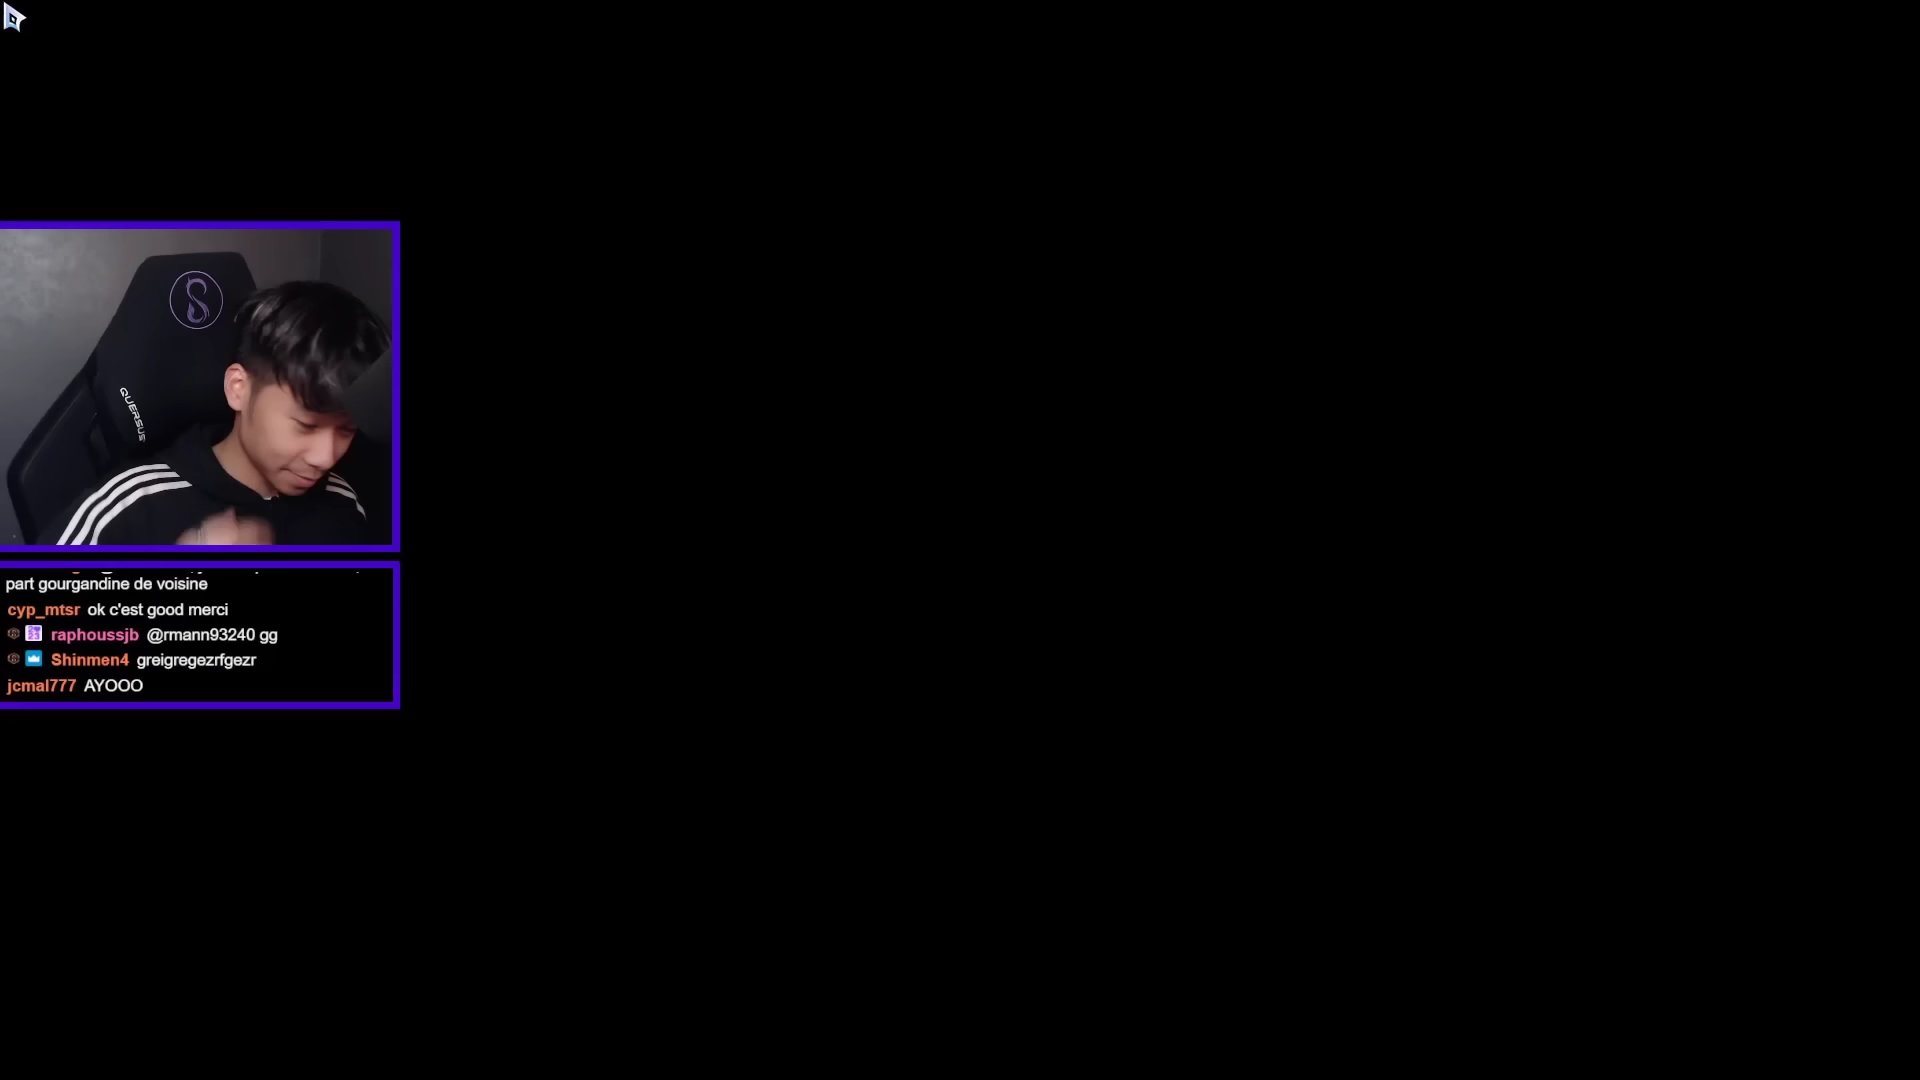 QUERSUS
part gourgandine de voisine
cyp_mtsr ok c'est good merci
raphoussjb @rmann93240 gg
Shinmen4 greigregezrfgezr
jcmal777 AYOOO